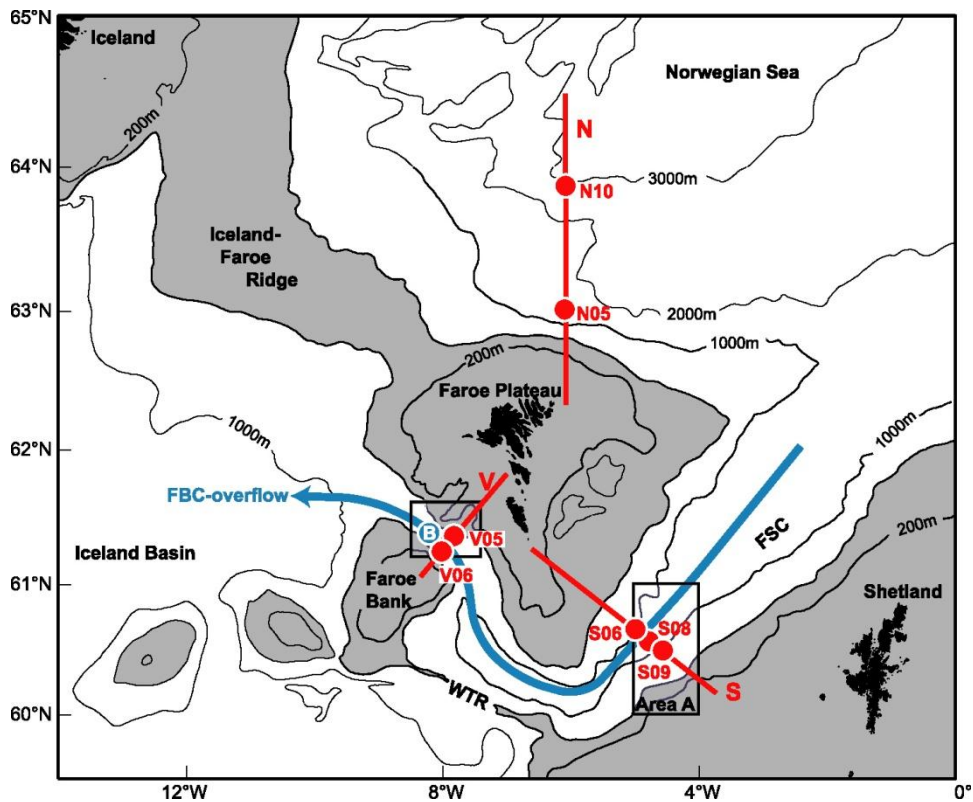 65°N
Iceland
Norwegian Sea
200m
N
64°N
3000m
N10
Iceland-
Faroe
Ridge
63°N
N05
2000m
1000m
200m
Faroe Plateau
1000m
1000m
62°N
V
FBC-overflow
200m
B
V05
FSC
Iceland Basin
61°N
V06
Faroe
Bank
Shetland
S06
S08
S09
WTR
S
60°N
Area A
12°W
8°W
4°W
0°